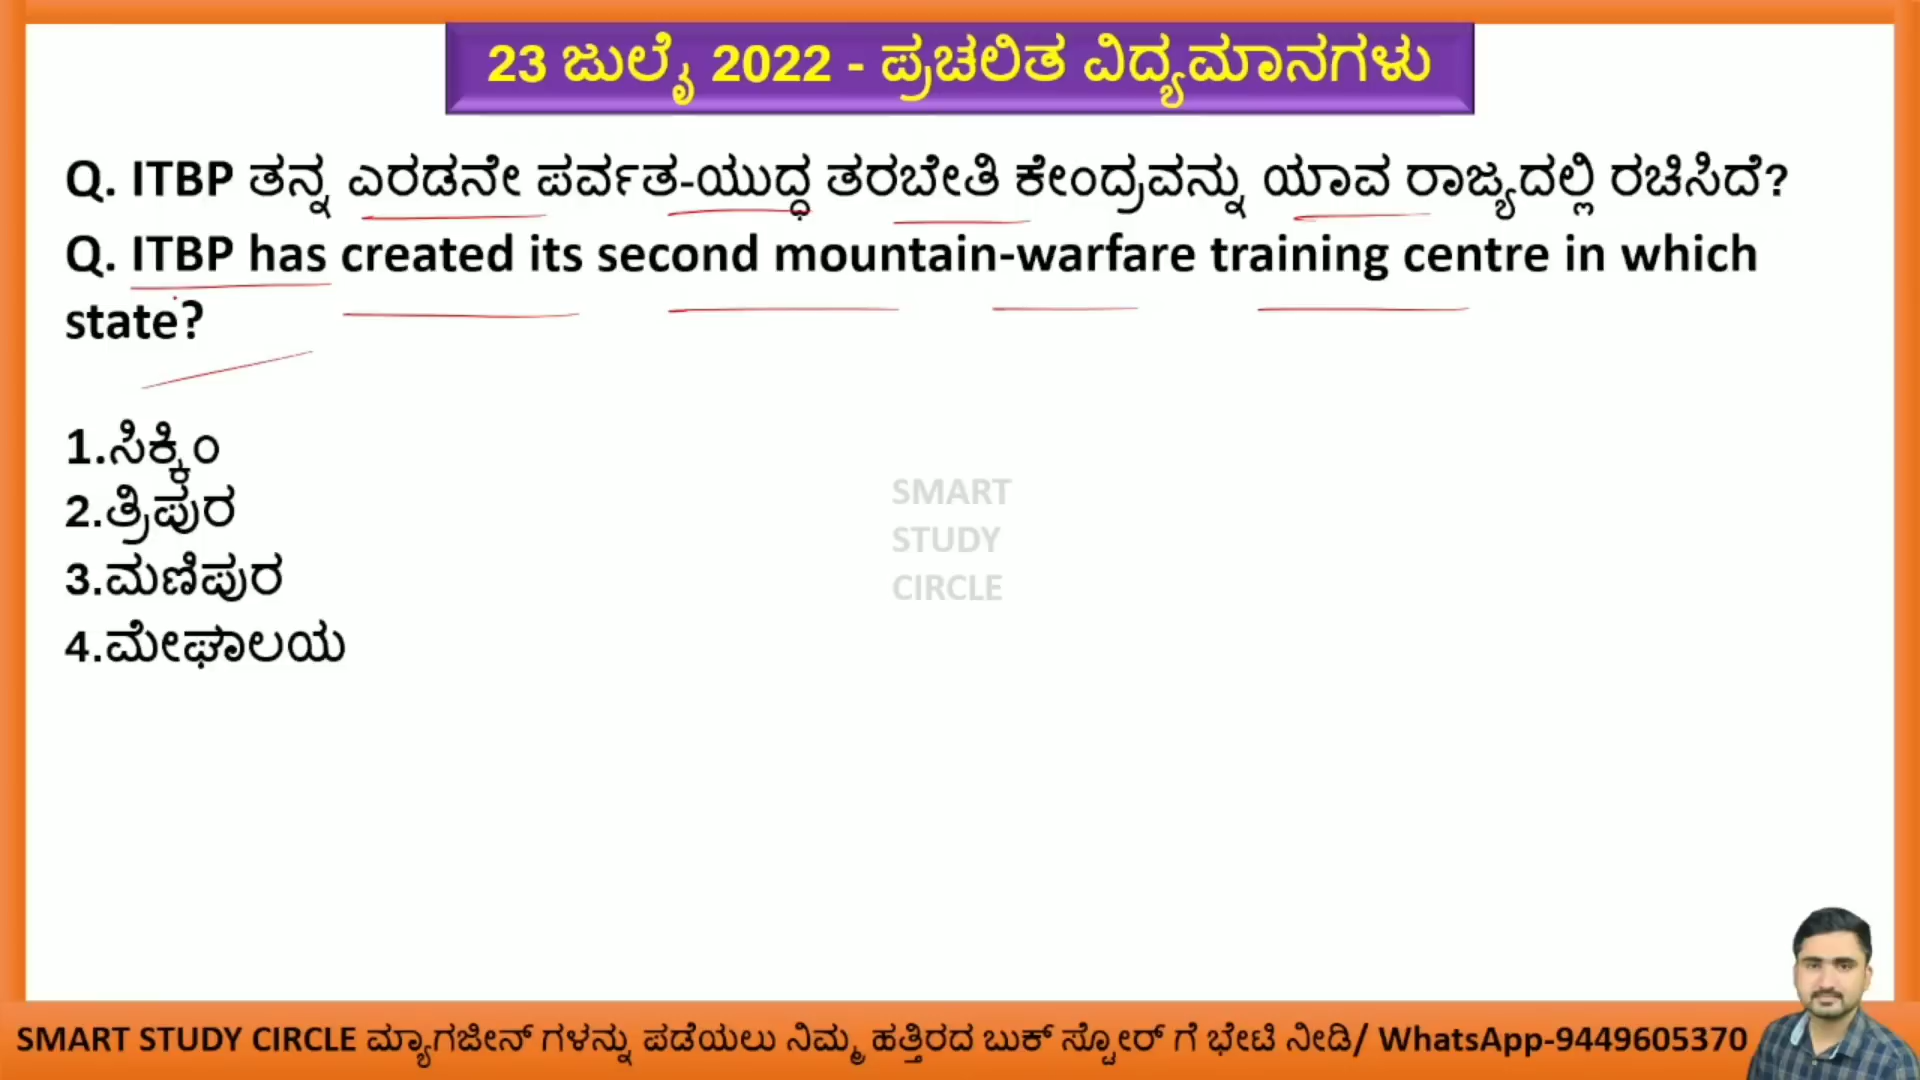 23 ಜುಲೈ 2022 - ಪ್ರಚಲಿತ ವಿದ್ಯಮಾನಗಳು
Q. ITBP ತನ್ನ ಎರಡನೇ ಪರ್ವತ-ಯುದ್ಧ ತರಬೇತಿ ಕೇಂದ್ರವನ್ನು ಯಾವ ರಾಜ್ಯದಲ್ಲಿ ರಚಿಸಿದೆ?
Q. ITBP has created its second mountain-warfare training centre in which
state?
1.ಸಿಕ್ಕಿಂ
2.ತ್ರಿಪುರ
3.ಮಣಿಪುರ
4.ಮೇಘಾಲಯ
SMART
STUDY
CIRCLE
SMART STUDY CIRCLE ಮ್ಯಾಗಜೀನ್ ಗಳನ್ನು ಪಡೆಯಲು ನಿಮ್ಮ ಹತ್ತಿರದ ಬುಕ್ ಸ್ಟೋರ್ ಗೆ ಭೇಟಿ ನೀಡಿ/ WhatsApp-9449605370